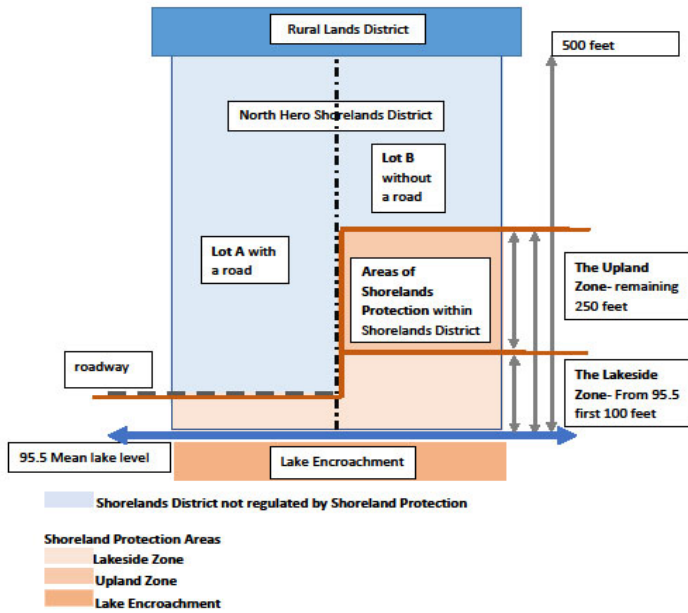 Rural Lands District
500 feet
North Hero Shorelands District
Lot B
without
a road
Lot A with
a road
Areas of
Shorelands
Protection within
Shorelands District
The Upland
Zone- remaining
250 feet
roadway
The Lakeside
Zone- From 95.5
first 100 feet
95.5 Mean lake level
Lake Encroachment
Shorelands District not regulated by Shoreland Protection
Shoreland Protection Areas
Lakeside Zone
Upland Zone
Lake Encroachment